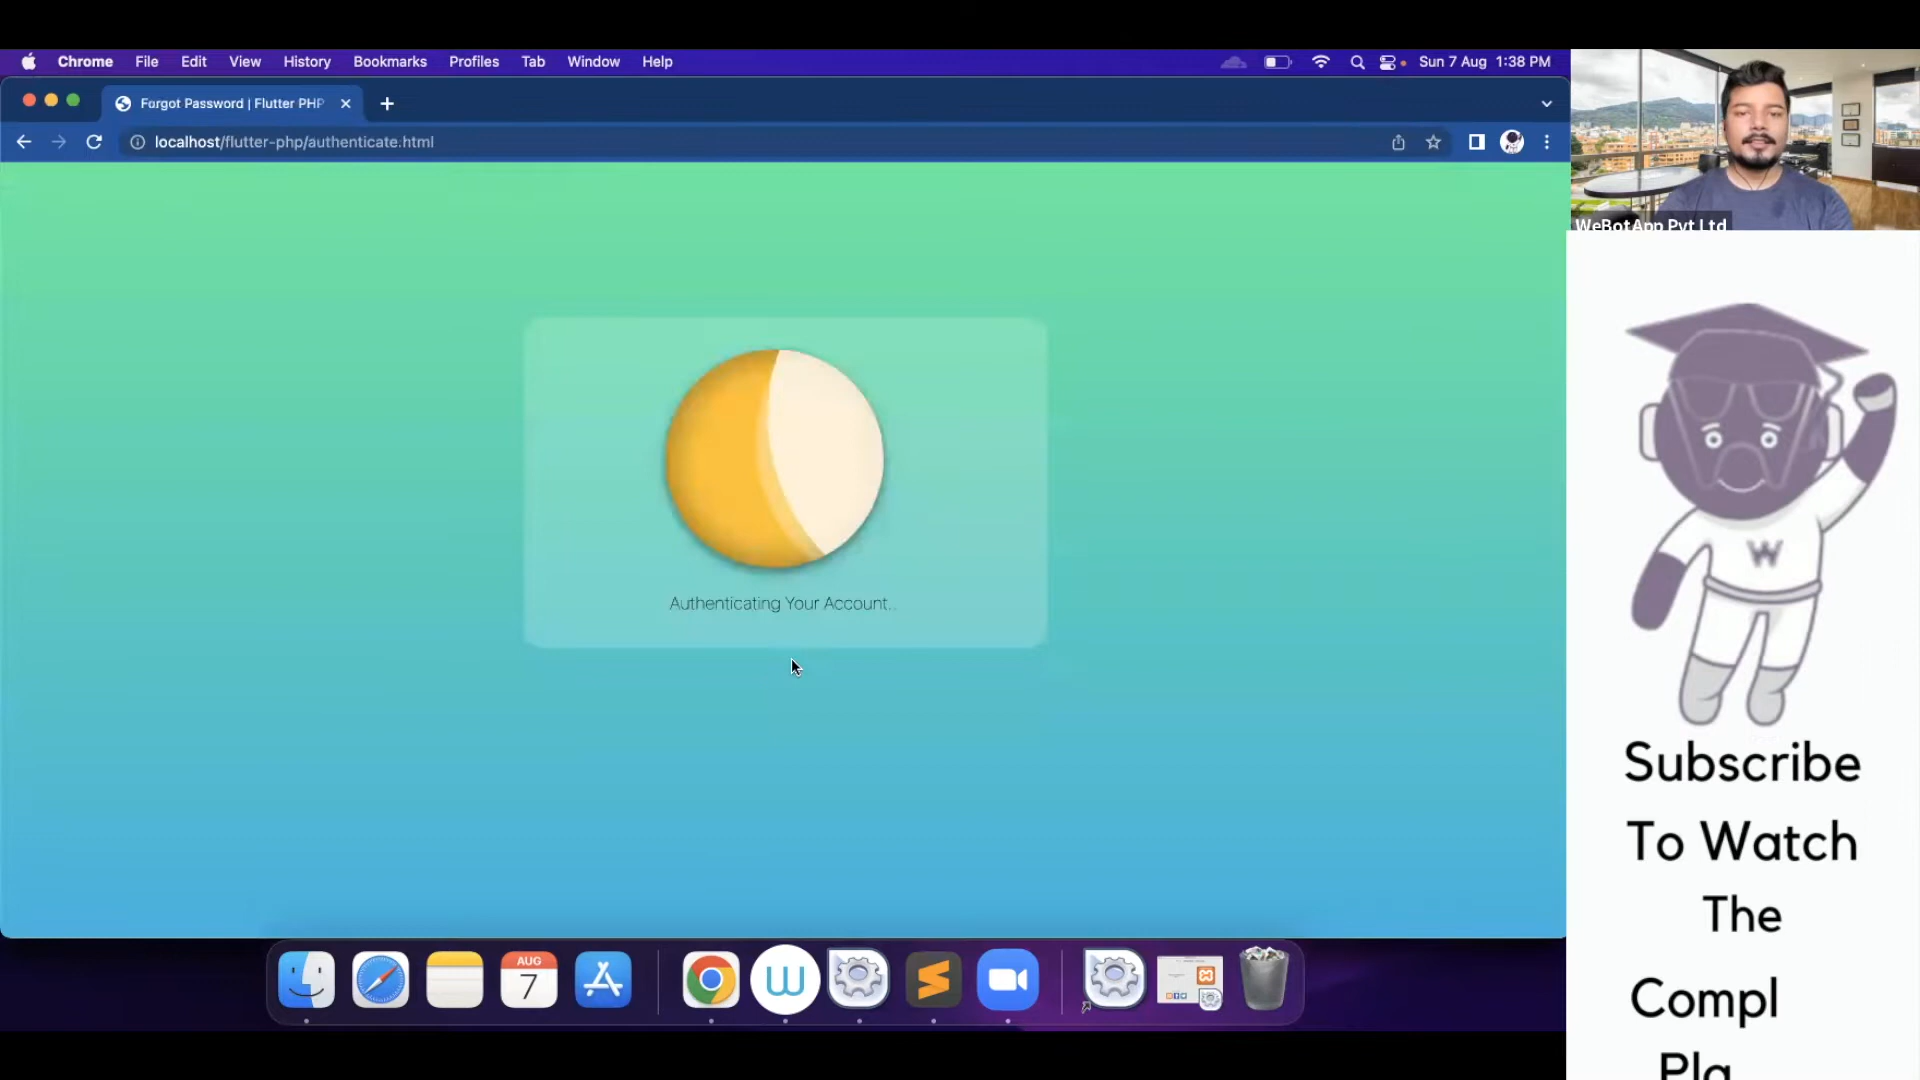 Chrome File Edit View History Bookmarks Profiles Tab Window Help
Sun 7 Aug 1:38 PM
Forgot Password | Flutter PHP
localhost/flutter-php/authenticate.html
WeBotApp Pvt Ltd
Authenticating Your Account..
W
Subscribe
To Watch
The
Compl
Pla
AUG
7